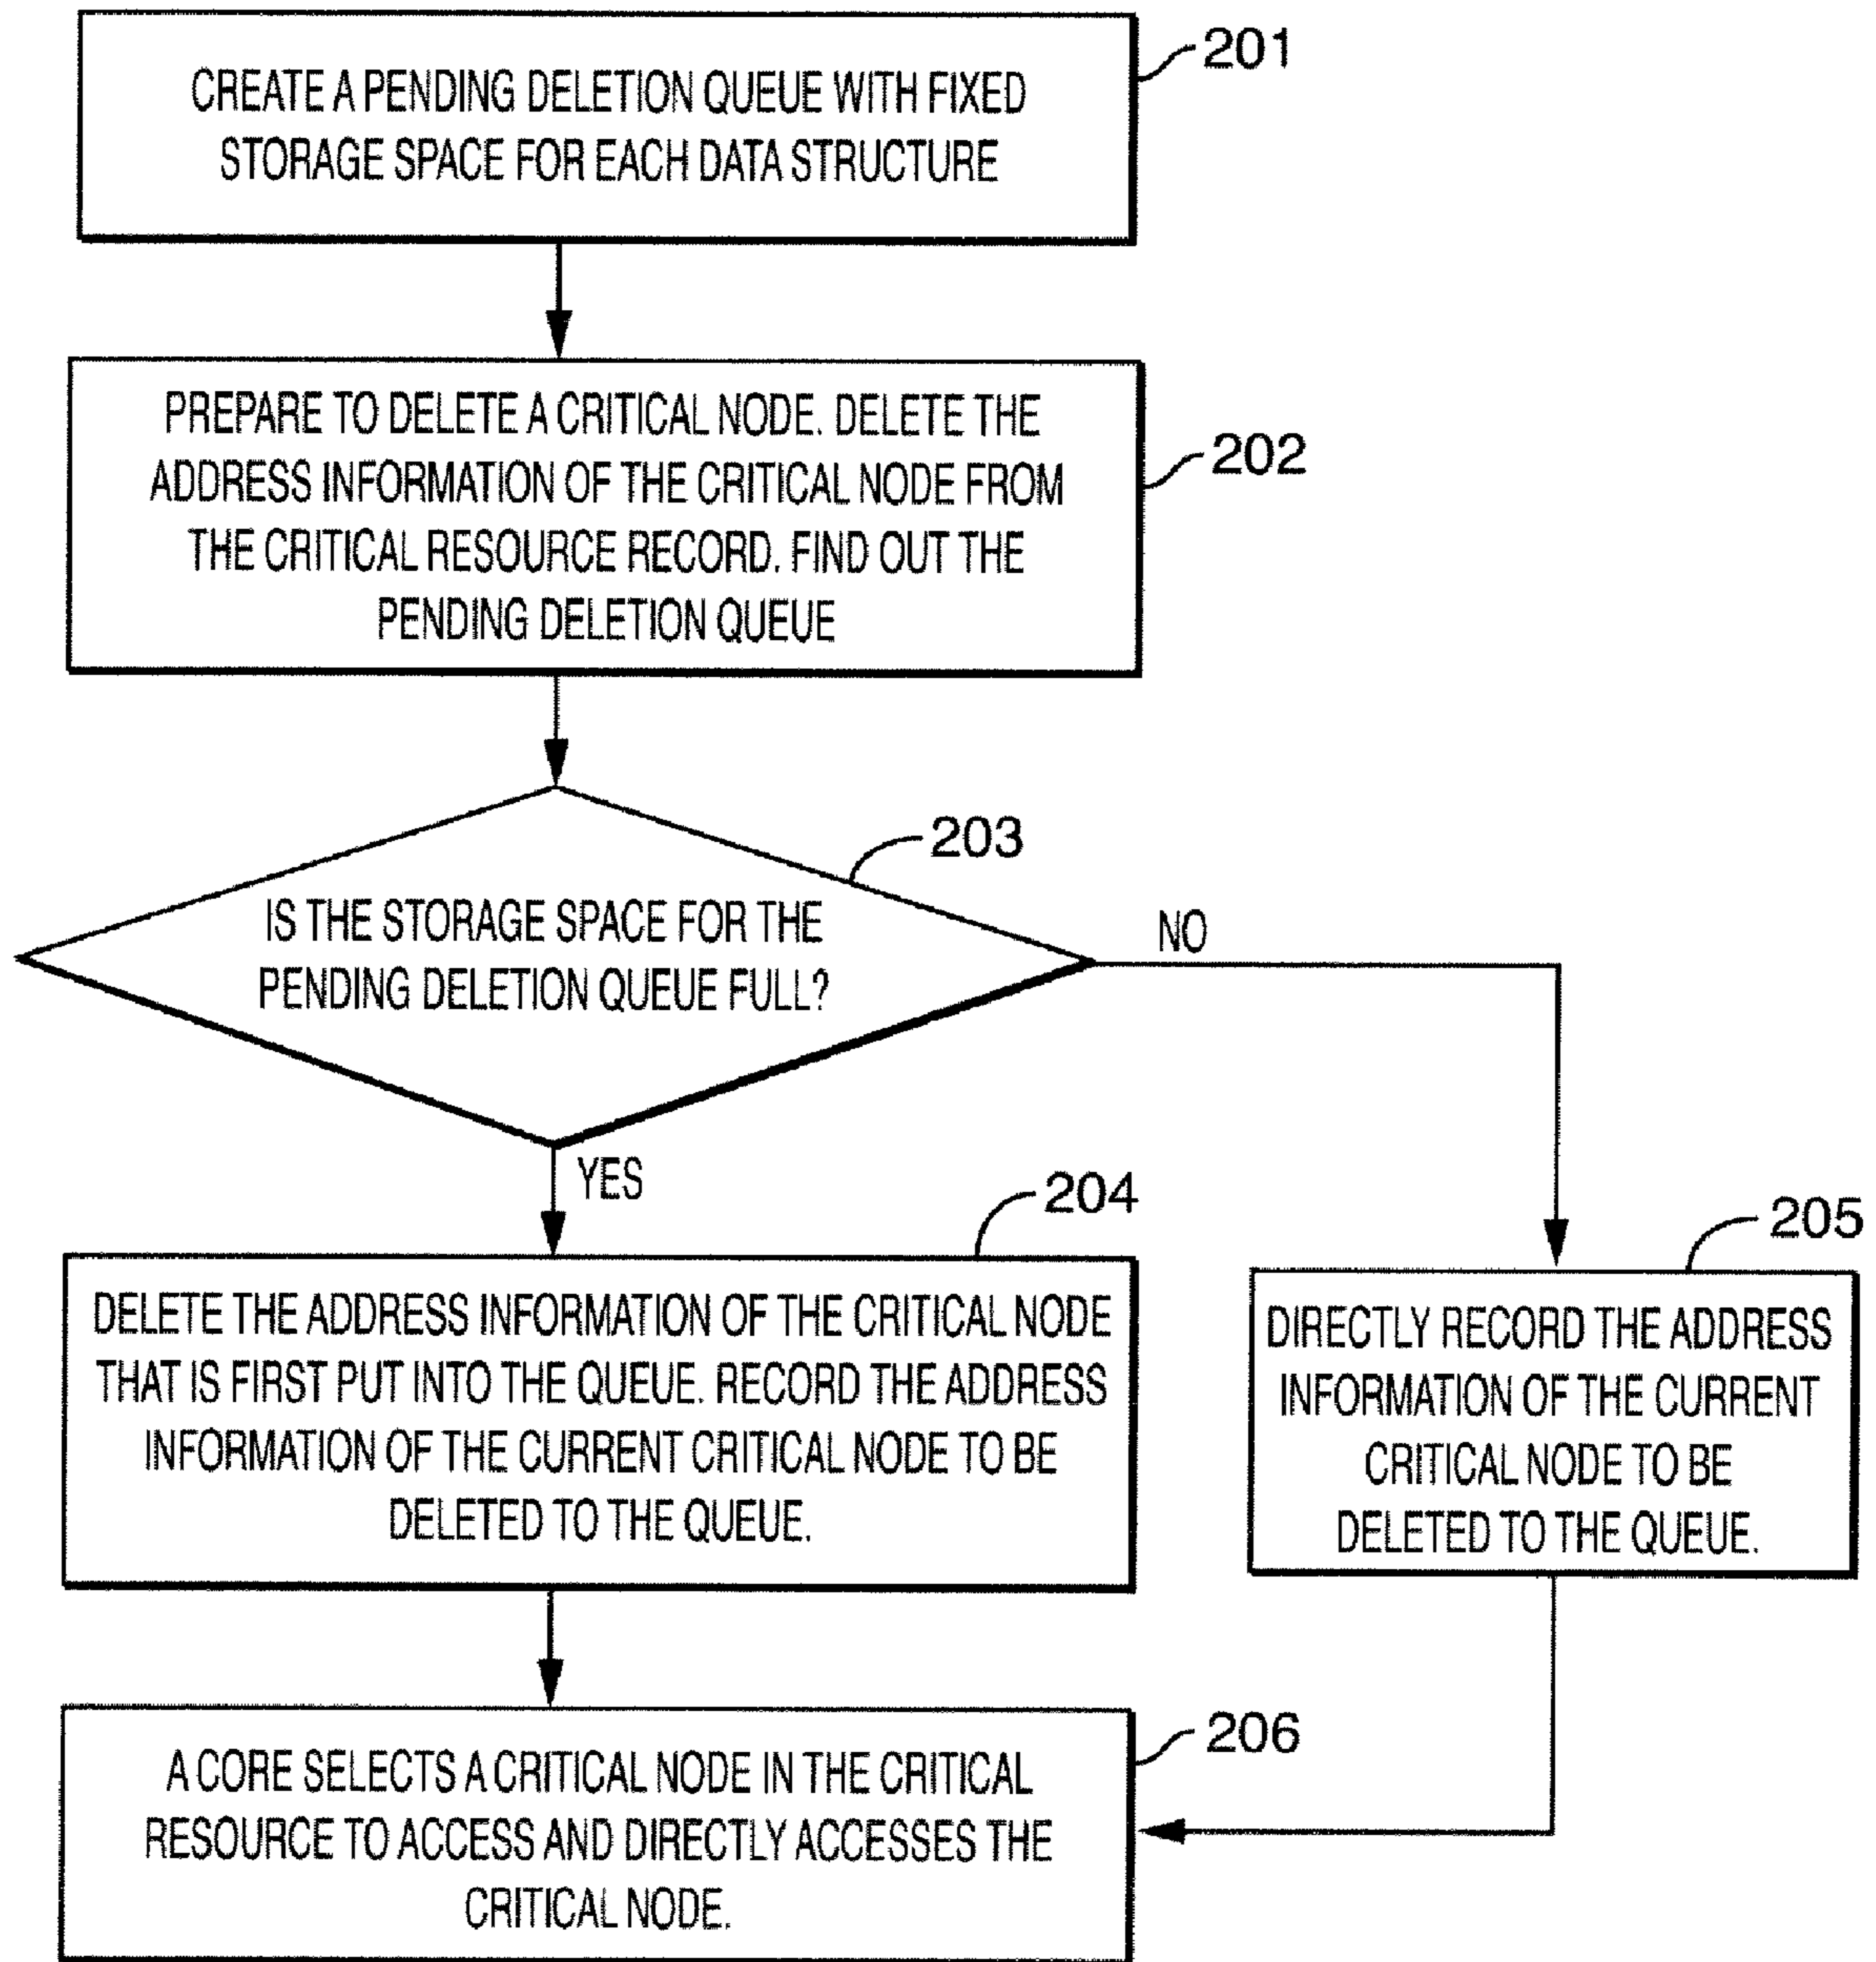 201
CREATE A PENDING DELETION QUEUE WITH FIXED
STORAGE SPACE FOR EACH DATA STRUCTURE
202
PREPARE TO DELETE A CRITICAL NODE. DELETE THE
ADDRESS INFORMATION OF THE CRITICAL NODE FROM
THE CRITICAL RESOURCE RECORD. FIND OUT THE
PENDING DELETION QUEUE
203
IS THE STORAGE SPACE FOR THE
PENDING DELETION QUEUE FULL?
NO
YES
204
DELETE THE ADDRESS INFORMATION OF THE CRITICAL NODE
THAT IS FIRST PUT INTO THE QUEUE. RECORD THE ADDRESS
INFORMATION OF THE CURRENT CRITICAL NODE TO BE
DELETED TO THE QUEUE.
205
DIRECTLY RECORD THE ADDRESS
INFORMATION OF THE CURRENT
CRITICAL NODE TO BE
DELETED TO THE QUEUE.
206
A CORE SELECTS A CRITICAL NODE IN THE CRITICAL
RESOURCE TO ACCESS AND DIRECTLY ACCESSES THE
CRITICAL NODE.